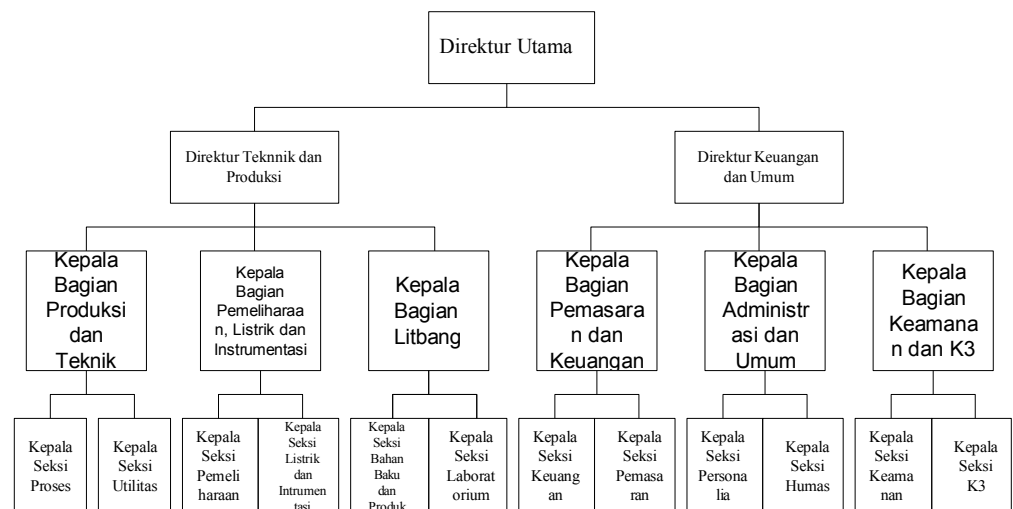 Direktur Utama
Direktur Teknnik dan
Produksi
Direktur Keuangan
dan Umum
Kepala
Bagian
Produksi
dan
Teknik
Kepala
Bagian
Pemeliharaa
n, Listrik dan
Instrumentasi
Kepala
Bagian
Litbang
Kepala
Bagian
Pemasara
n dan
Keuangan
Kepala
Bagian
Administr
asi dan
Umum
Kepala
Bagian
Keamana
n dan K3
Kepala
Seksi
Proses
Kepala
Seksi
Utilitas
Kepala
Seksi
Pemeli
haraan
Kepala
Seksi
Listrik
dan
Intrumen
tasi
Kepala
Seksi
Bahan
Baku
dan
Produk
Kepala
Seksi
Laborat
orium
Kepala
Seksi
Keuang
an
Kepala
Seksi
Pemasa
ran
Kepala
Seksi
Persona
lia
Kepala
Seksi
Humas
Kepala
Seksi
Keama
nan
Kepala
Seksi
K3